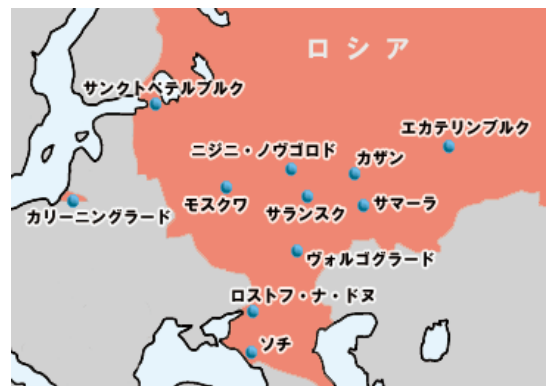 ロシア
サンクトペテルブルク
エカテリンブルク
ニジニ・ノヴゴロド
カザン
モスクワ
サランスク
サマーラ
カリーニングラード
ヴォルゴグラード
ロストフ・ナ・ドヌ
ソチ